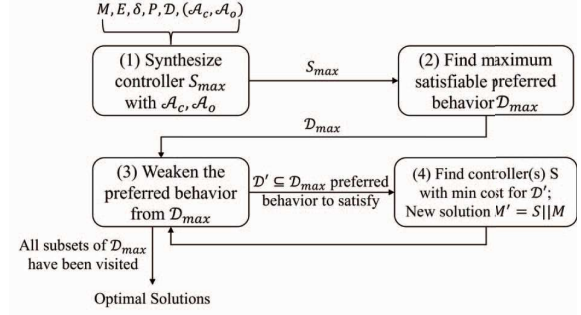 M, E, δ, P, D, (𝒜c, 𝒜o)
(1) Synthesize
controller Smax
with 𝒜c, 𝒜o
Smax
(2) Find maximum
satisfiable preferred
behavior 𝒟max
𝒟max
(3) Weaken the
preferred behavior
from 𝒟max
𝒟′ ⊆ 𝒟max preferred
behavior to satisfy
(4) Find controller(s) S
with min cost for 𝒟′;
New solution M′ = S||M
All subsets of 𝒟max
have been visited
Optimal Solutions